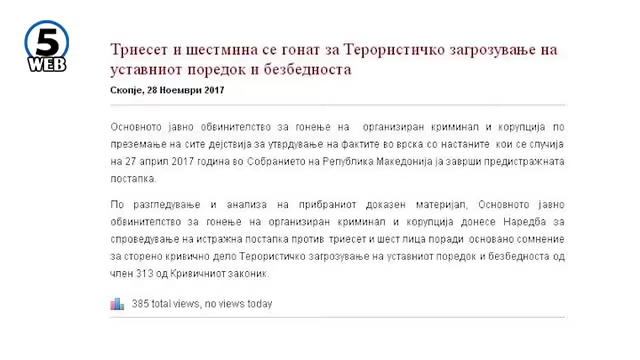 5
WEB
Триесет и шестмина се гонат за Терористичко загрозување на
уставниот поредок и безбедноста
Скопје, 28 Ноември 2017
Основното јавно обвинителство за гонење на организиран криминал и корупција по
преземање на сите дејствија за утврдување на фактите во врска со настаните кои се случија
на 27 април 2017 година во Собранието на Република Македонија ја заврши предистражната
постапка.
По разгледување и анализа на прибраниот доказен материјал, Основното јавно
обвинителство за гонење на организиран криминал и корупција донесе Наредба за
спроведување на истражна постапка против триесет и шест лица поради основано сомнение
за сторено кривично дело Терористичко загрозување на уставниот поредок и безбедноста од
член 313 од Кривичниот законик.
385 total views, no views today